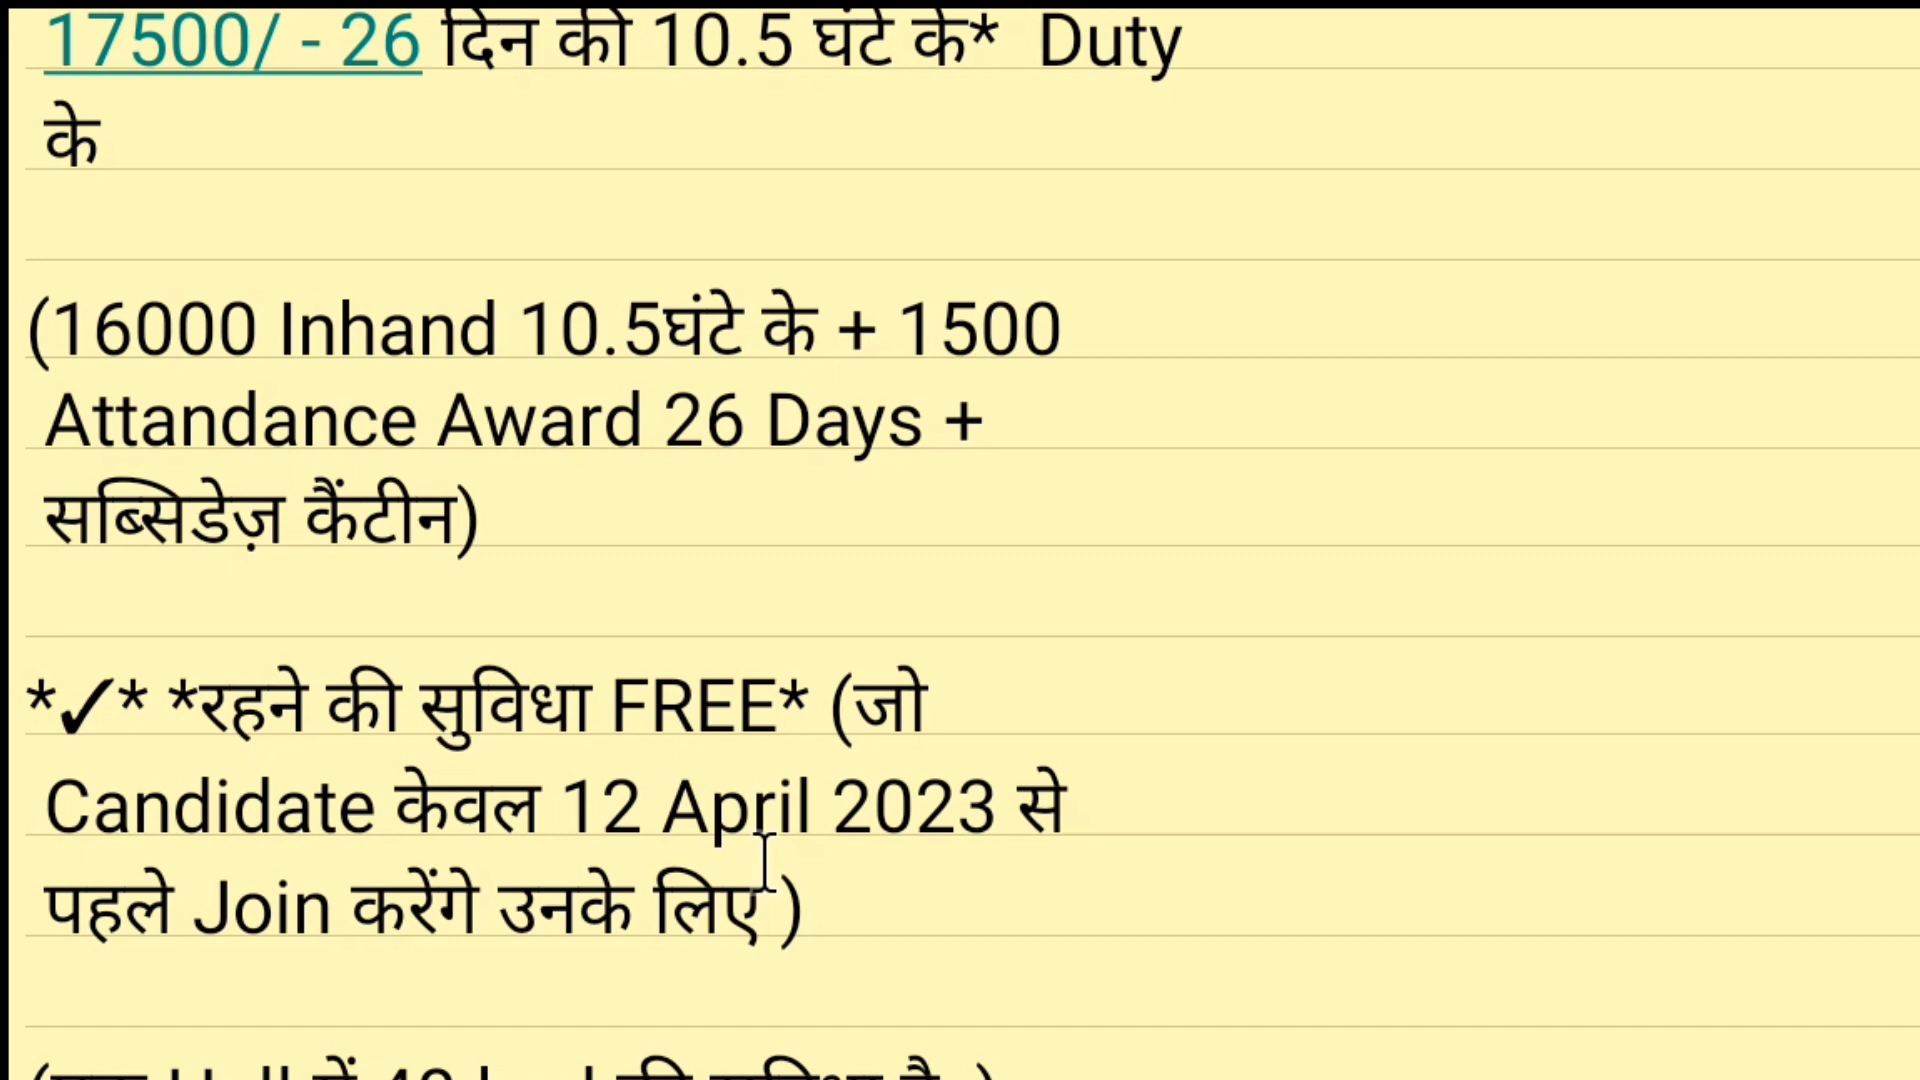 17500/ - 26 दिन की 10.5 घंटे के* Duty
के
(16000 Inhand 10.5घंटे के + 1500
Attandance Award 26 Days +
सब्सिडेज़ कैंटीन)
*✓* *रहने की सुविधा FREE* (जो
Candidate केवल 12 April 2023 से
पहले Join करेंगे उनके लिए )
Hall में की सुविधा है )